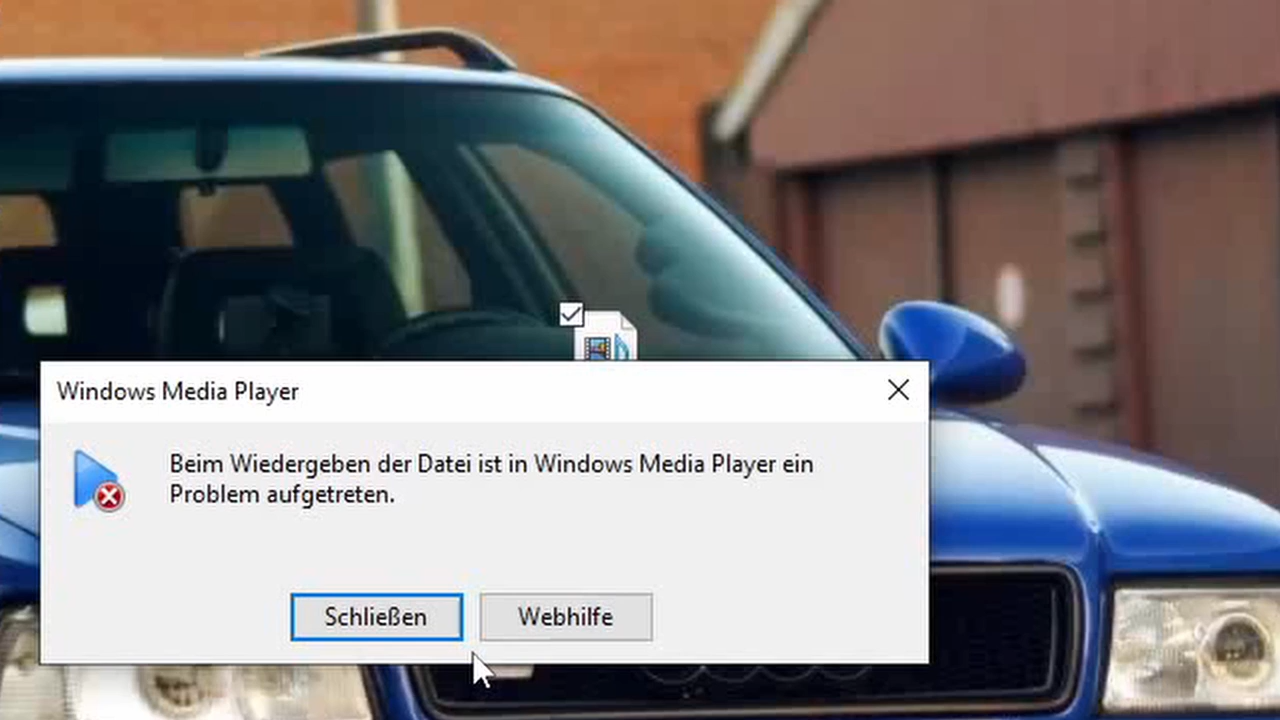 Windows Media Player
Beim Wiedergeben der Datei ist in Windows Media Player ein
Problem aufgetreten.
Schließen
Webhilfe